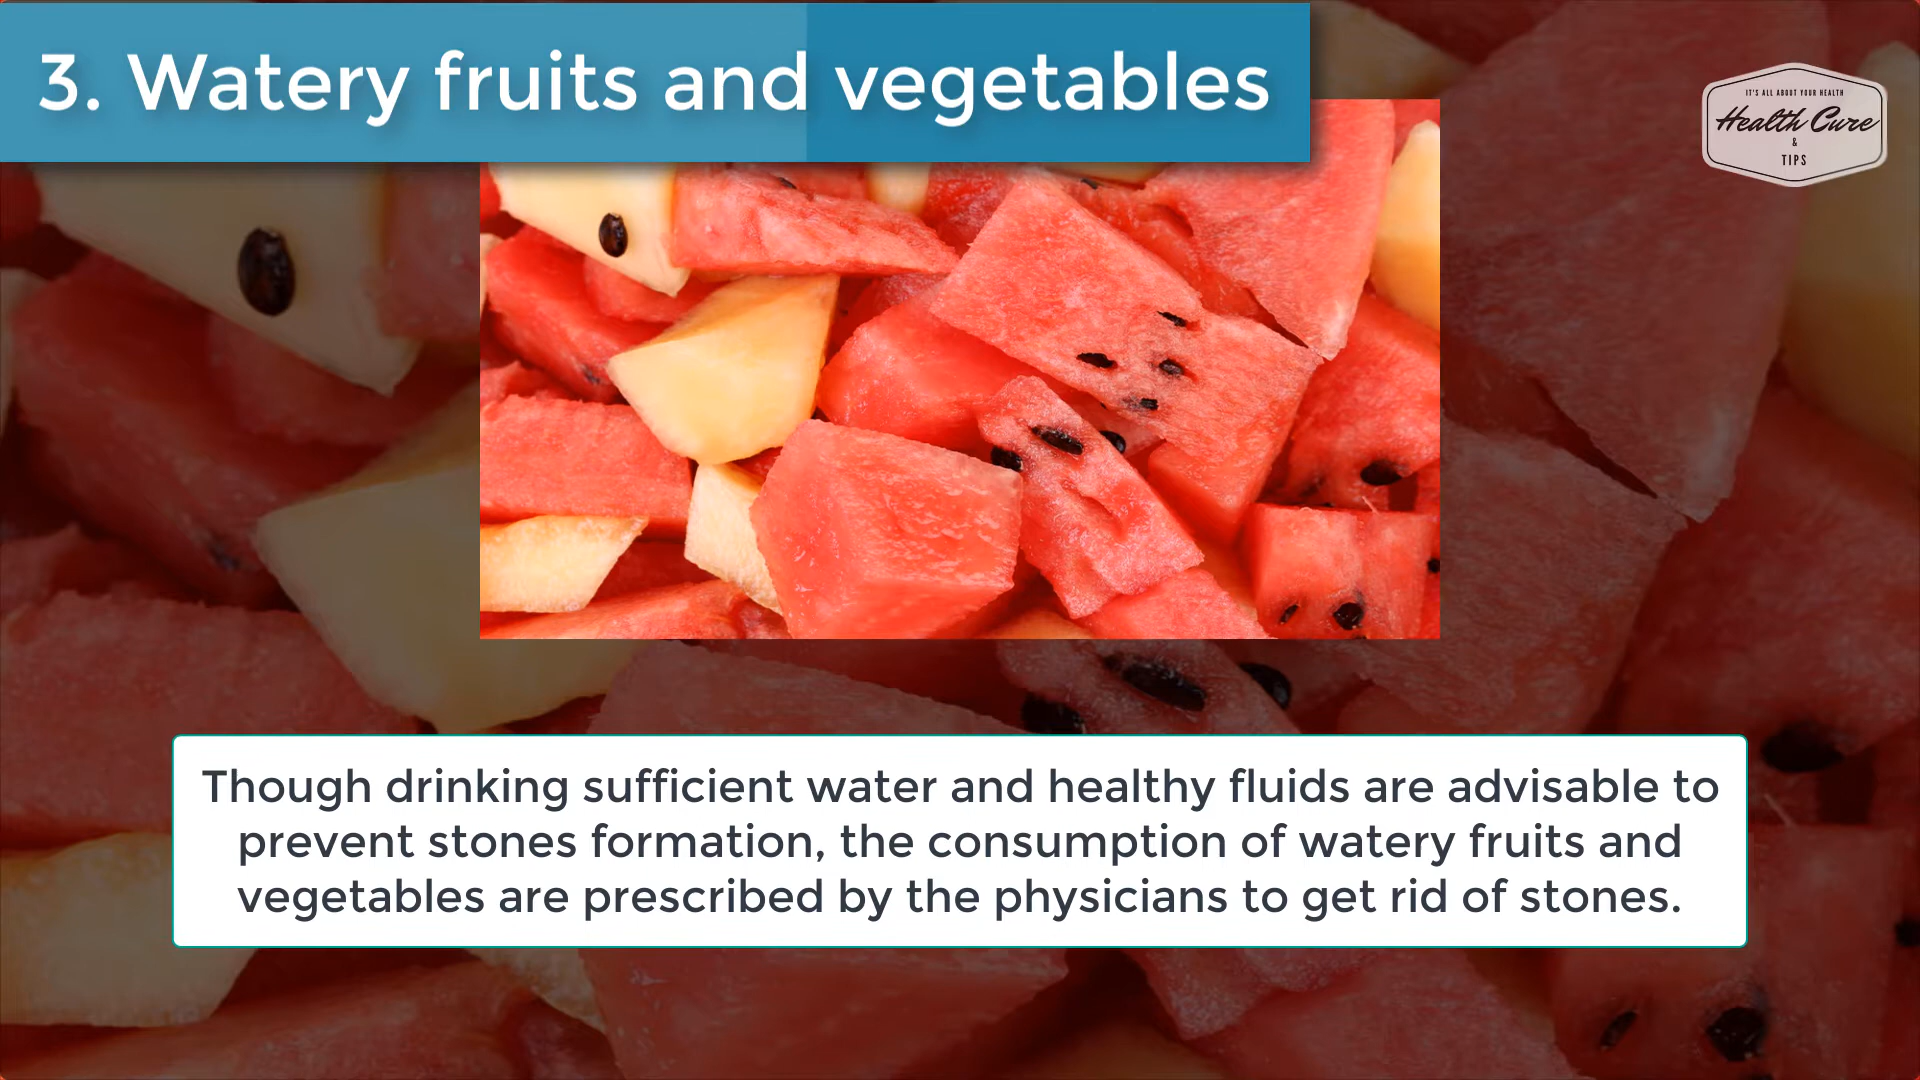 3. Watery fruits and vegetables
IT'S ALL ABOUT YOUR HEALTH
Health Cure
&
TIPS
Though drinking sufficient water and healthy fluids are advisable to
prevent stones formation, the consumption of watery fruits and
vegetables are prescribed by the physicians to get rid of stones.